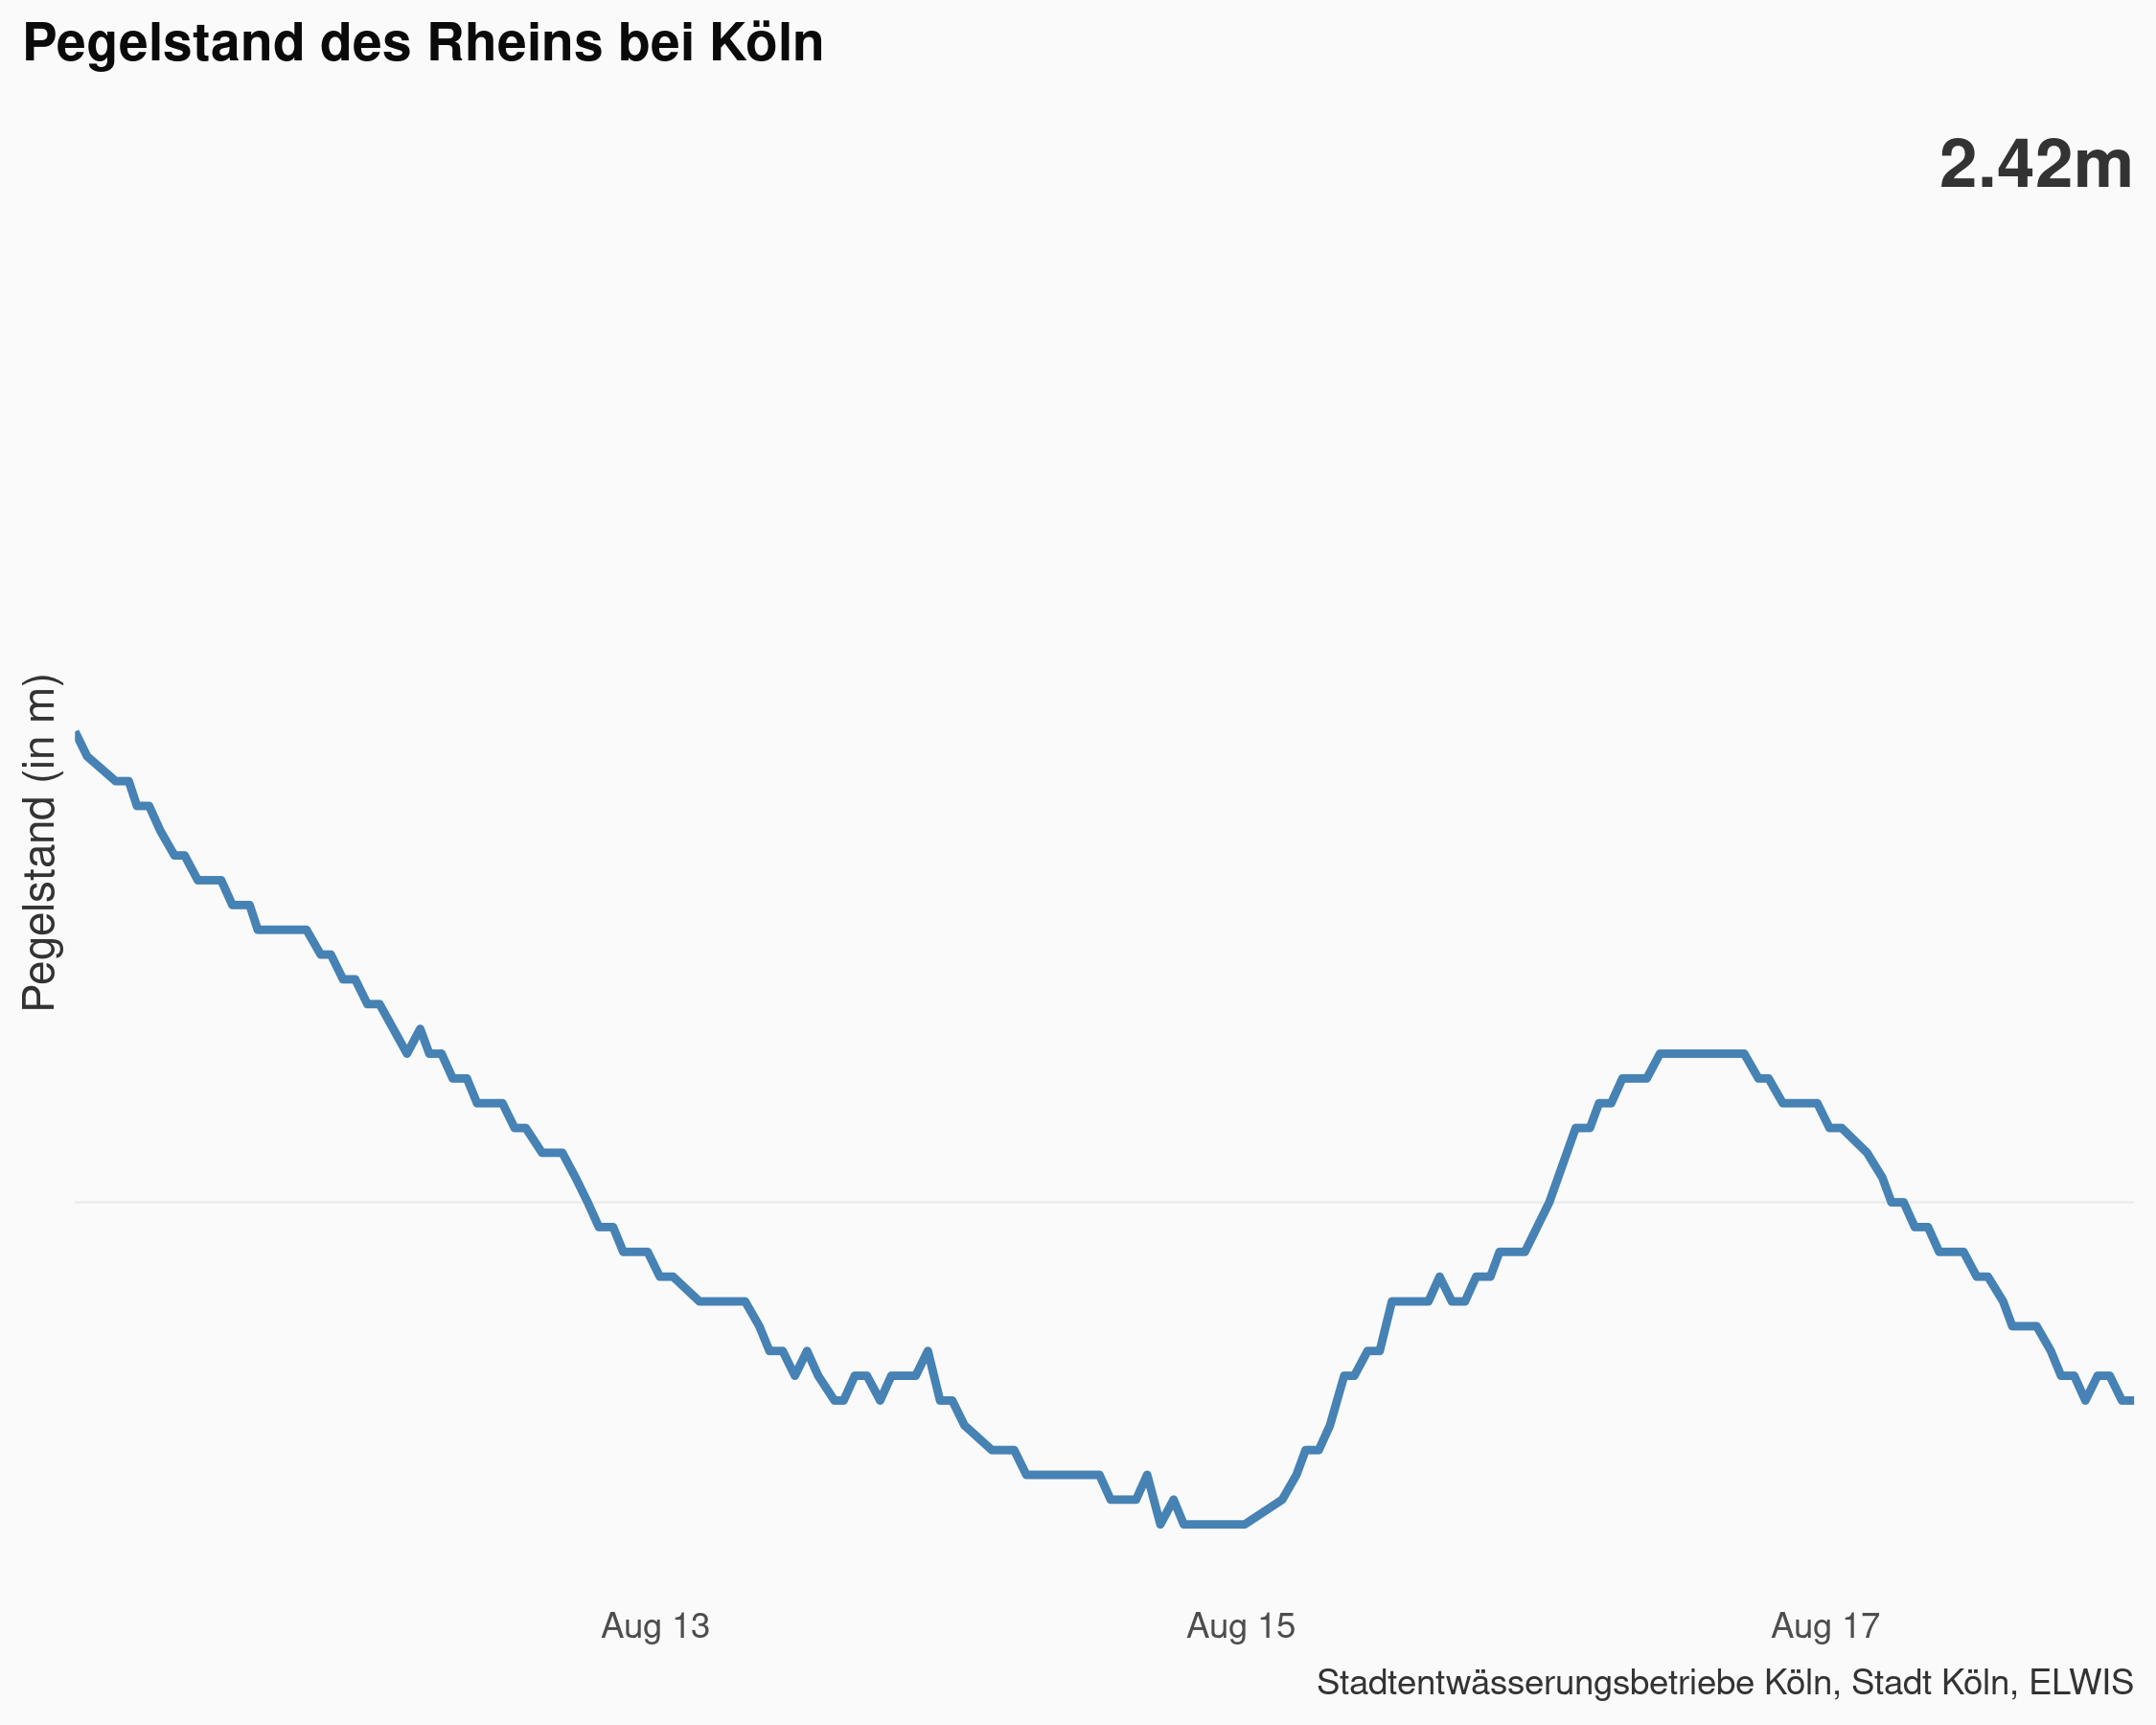 Pegelstand des Rheins bei Köln
2.42m
Pegelstand (in m)
Aug 13
Aug 15
Aug 17
Stadtentwässerungsbetriebe Köln, Stadt Köln, ELWIS